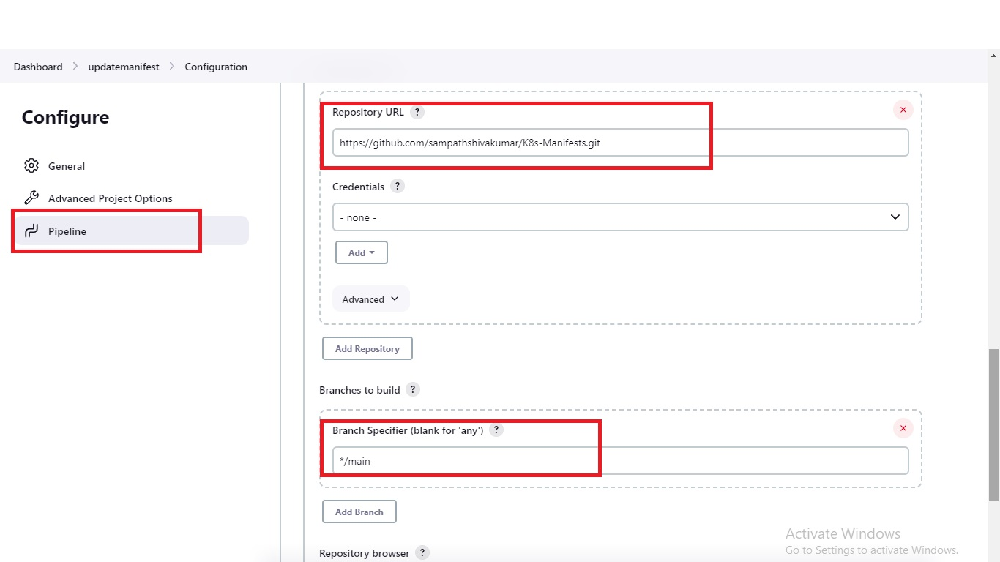 Dashboard > updatemanifest > Configuration
Configure
General
Advanced Project Options
Pipeline
Repository URL ?
https://github.com/sampathshivakumar/K8s-Manifests.git
Credentials ?
- none -
Add
Advanced
Add Repository
Branches to build ?
Branch Specifier (blank for 'any') ?
*/main
Add Branch
Repository browser ?
Activate Windows
Go to Settings to activate Windows.